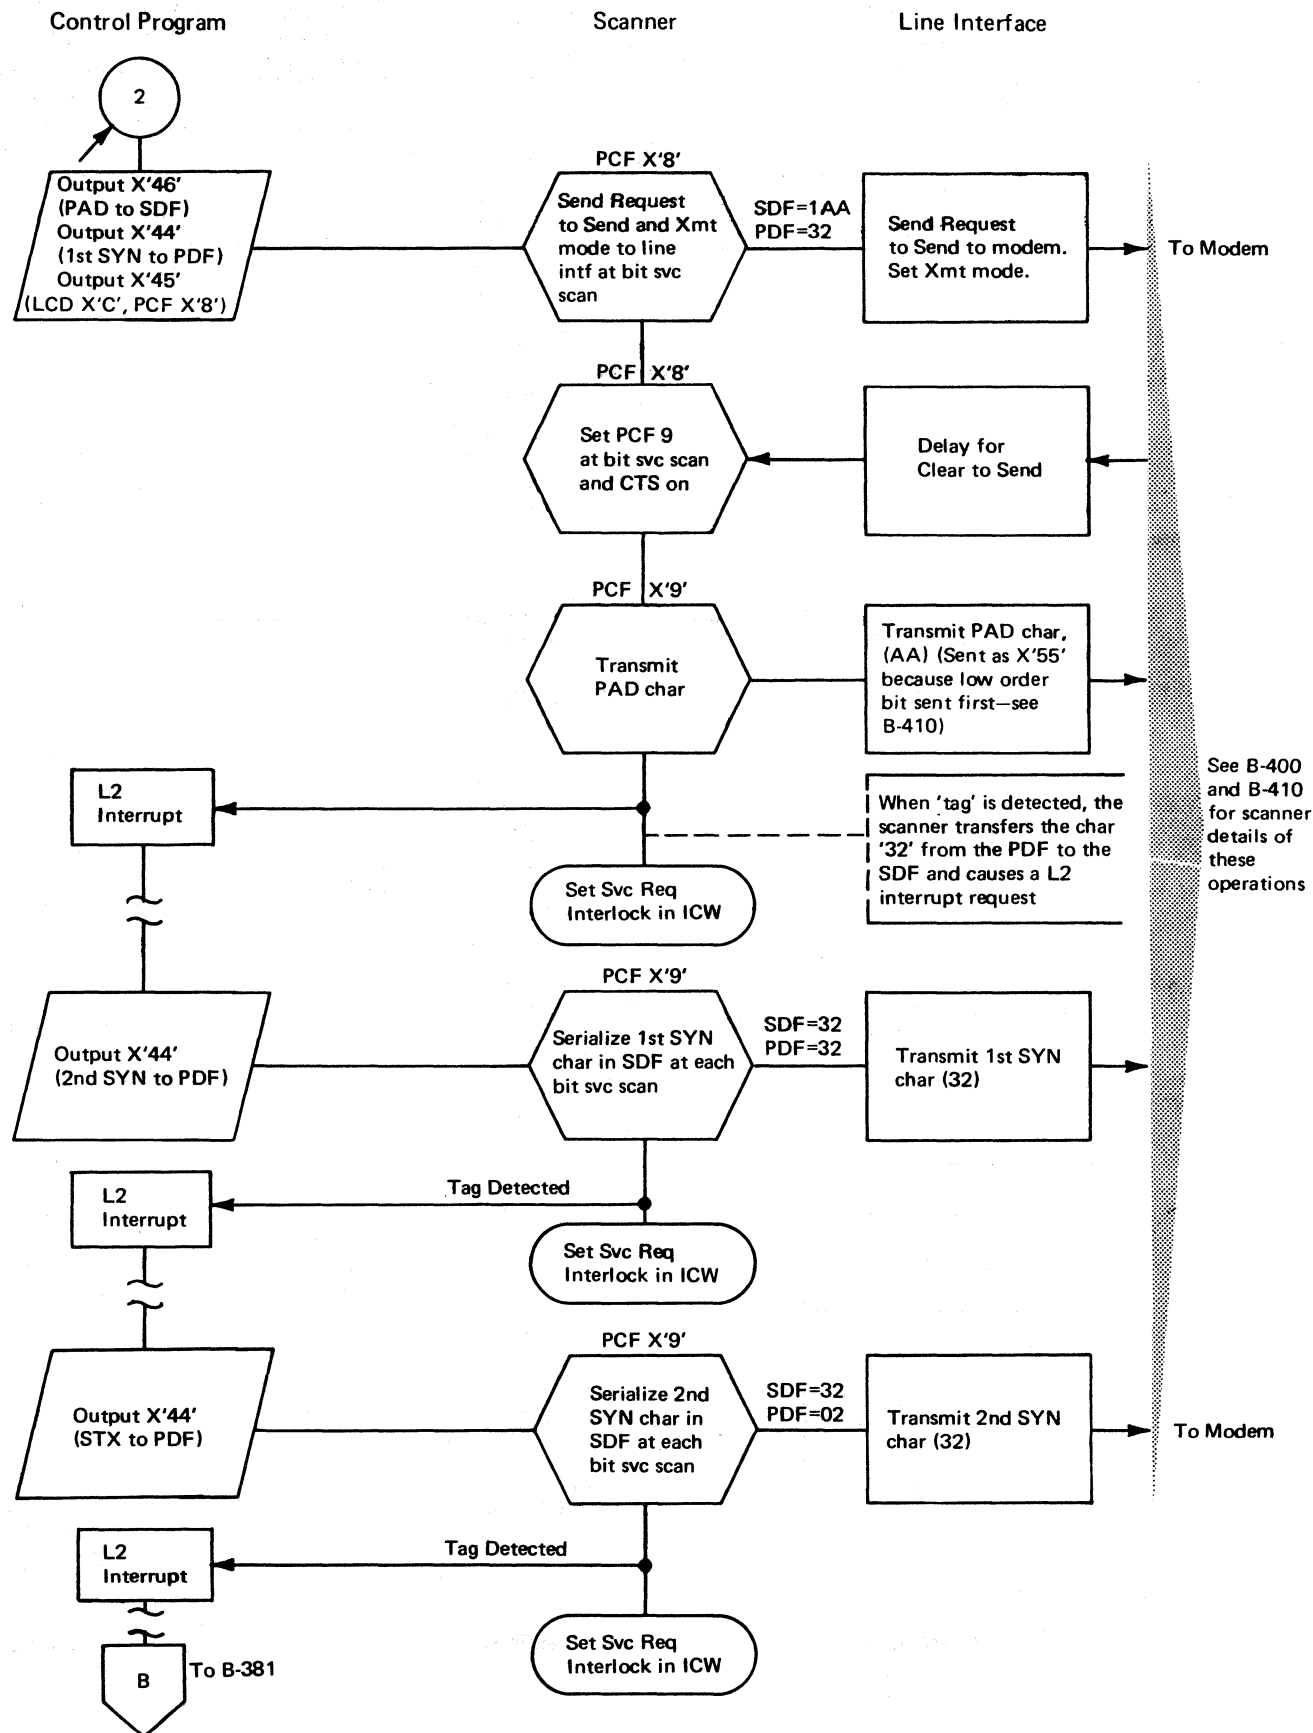 Control Program
Scanner
Line Interface
2
Output X'46'
(PAD to SDF)
Output X'44'
(1st SYN to PDF)
Output X'45'
(LCD X'C', PCF X'8')
PCF X'8'
Send Request
to Send and Xmt
mode to line
intf at bit svc
scan
SDF=1AA
PDF=32
Send Request
to Send to modem.
Set Xmt mode.
To Modem
PCF X'8'
Set PCF 9
at bit svc scan
and CTS on
Delay for
Clear to Send
PCF X'9'
Transmit
PAD char
Transmit PAD char,
(AA) (Sent as X'55'
because low order
bit sent first—see
B-410)
L2
Interrupt
When 'tag' is detected, the
scanner transfers the char
'32' from the PDF to the
SDF and causes a L2
interrupt request
See B-400
and B-410
for scanner
details of
these
operations
Set Svc Req
Interlock in ICW
PCF X'9'
Output X'44'
(2nd SYN to PDF)
Serialize 1st SYN
char in SDF at each
bit svc scan
SDF=32
PDF=32
Transmit 1st SYN
char (32)
L2
Interrupt
Tag Detected
Set Svc Req
Interlock in ICW
PCF X'9'
Output X'44'
(STX to PDF)
Serialize 2nd
SYN char in
SDF at each
bit svc scan
SDF=32
PDF=02
Transmit 2nd SYN
char (32)
To Modem
L2
Interrupt
Tag Detected
Set Svc Req
Interlock in ICW
B
To B-381